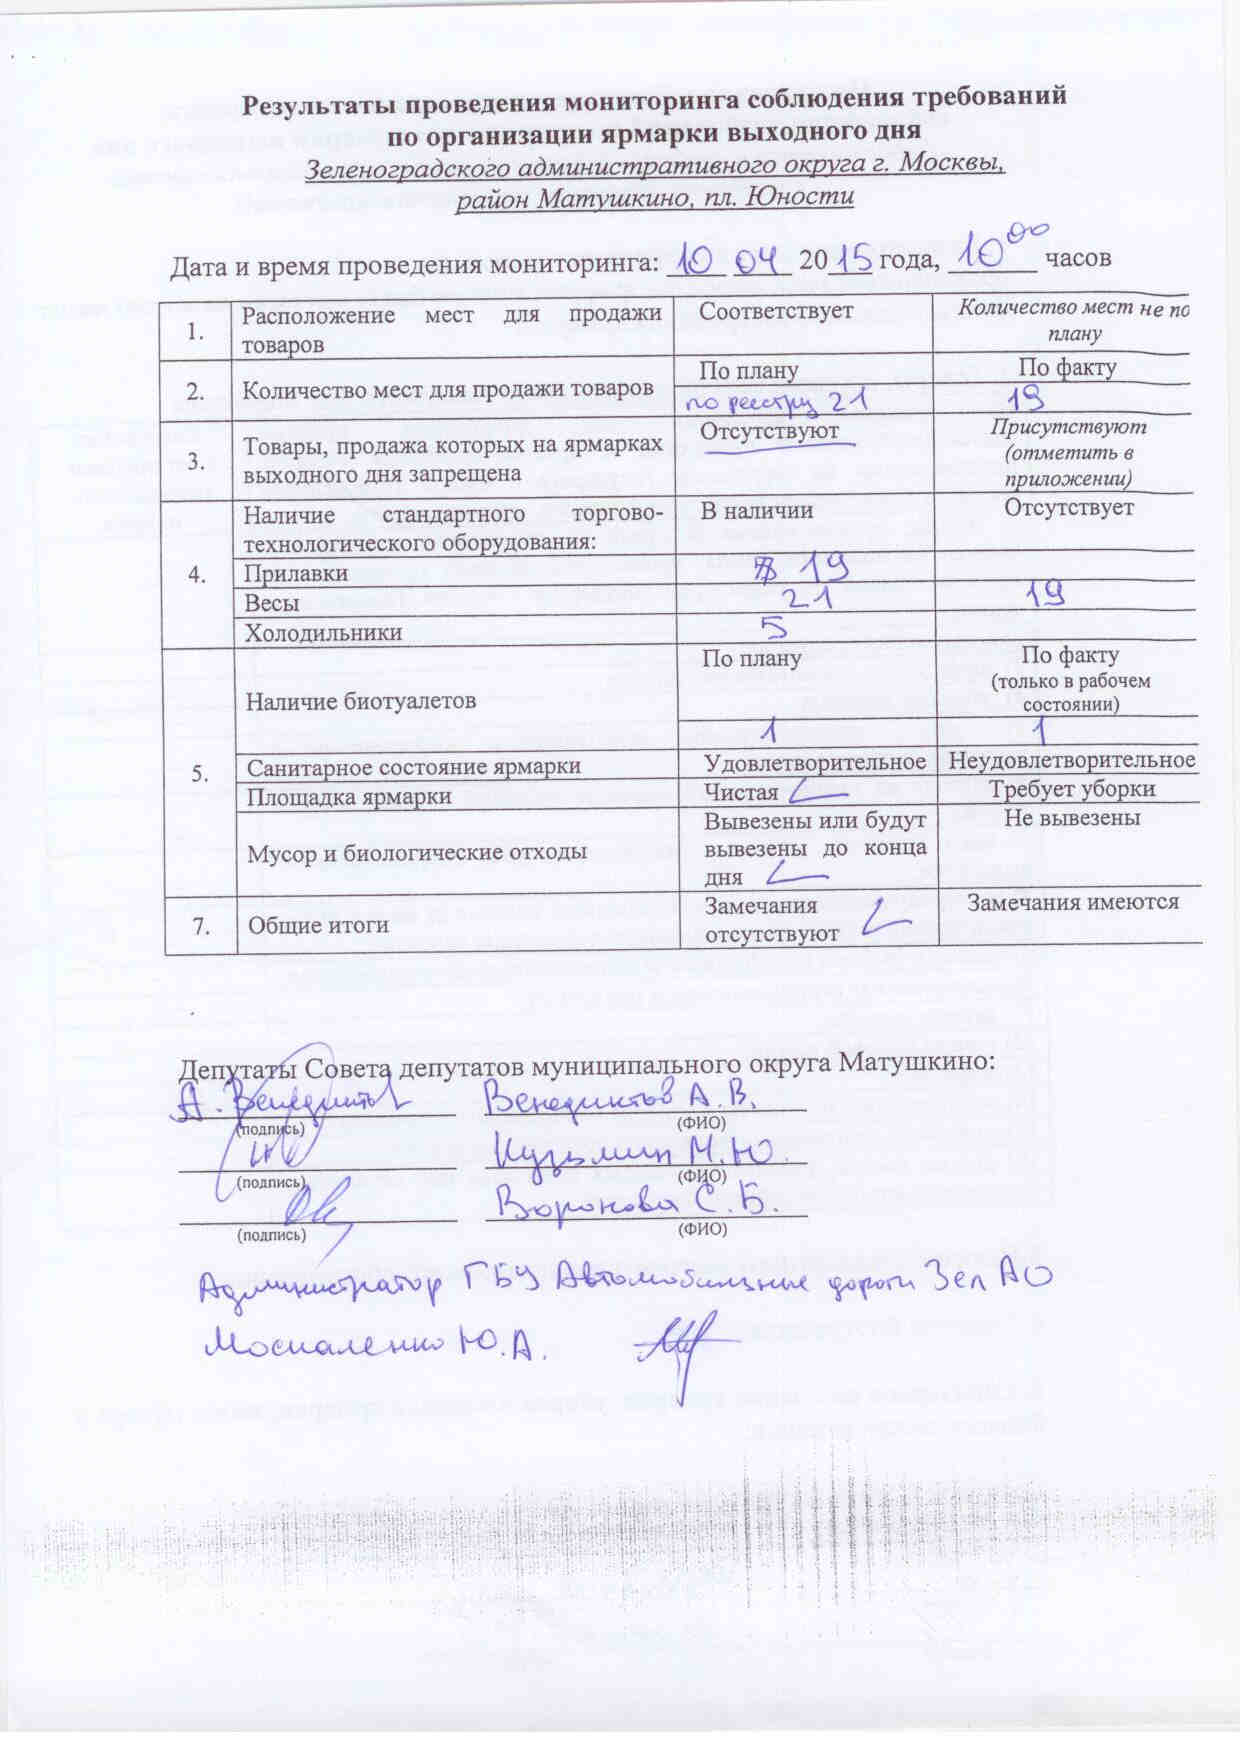 Результаты проведения мониторинга соблюдения требований
по организации ярмарки выходного дня
Зеленоградского административного округа г. Москвы,
район Матушкино, пл. Юности
Дата и время проведения мониторинга: 10 04 2015 года, 10 00 часов
1. Расположение мест для продажи товаров Соответствует Количество мест не по плану
2. Количество мест для продажи товаров По плану По факту
по реестру 21 19
3. Товары, продажа которых на ярмарках выходного дня запрещена Отсутствуют Присутствуют (отметить в приложении)
4. Наличие стандартного торгово-технологического оборудования: В наличии Отсутствует
Прилавки 19
Весы 21 19
Холодильники 5
5. Наличие биотуалетов По плану По факту (только в рабочем состоянии)
1 1
Санитарное состояние ярмарки Удовлетворительное Неудовлетворительное
Площадка ярмарки Чистая Требует уборки
Мусор и биологические отходы Вывезены или будут вывезены до конца дня Не вывезены
7. Общие итоги Замечания отсутствуют Замечания имеются
Депутаты Совета депутатов муниципального округа Матушкино:
А. Венедиктов Венедиктов А.В.
(подпись) (ФИО)
Кузьмин М.Ю.
(подпись) (ФИО)
Воронова С.Б.
(подпись) (ФИО)
Администратор ГБУ Автомобильные дороги Зел АО
Москаленко Ю.А.